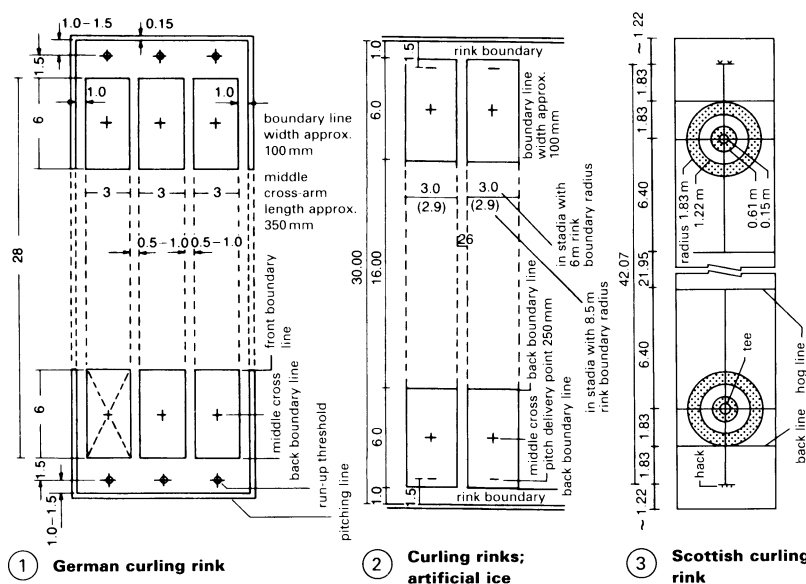 1.0–1.5
0.15
1.5
1.0
1.0
6
boundary line
width approx.
100 mm
middle
cross-arm
length approx.
350 mm
3
3
3
0.5–1.0
0.5–1.0
28
front boundary
line
6
middle cross
back boundary line
run-up threshold
pitching line
1.5
1.0–1.5
1 German curling rink
1.0
1.5
rink boundary
6.0
boundary line
width approx.
100 mm
3.0
(2.9)
3.0
(2.9)
26
in stadia with
6m rink
boundary radius
30.00
16.00
in stadia with 8.5m
rink boundary radius
back boundary line
middle cross
pitch delivery point 250 mm
back boundary line
6.0
1.0
1.5
rink boundary
2 Curling rinks;
artificial ice
~ 1.22
1.83
1.83
radius 1.83 m
1.22 m
0.61 m
0.15 m
6.40
42.07
21.95
6.40
tee
hog line
back line
1.83
1.83
hack
~ 1.22
3 Scottish curling
rink